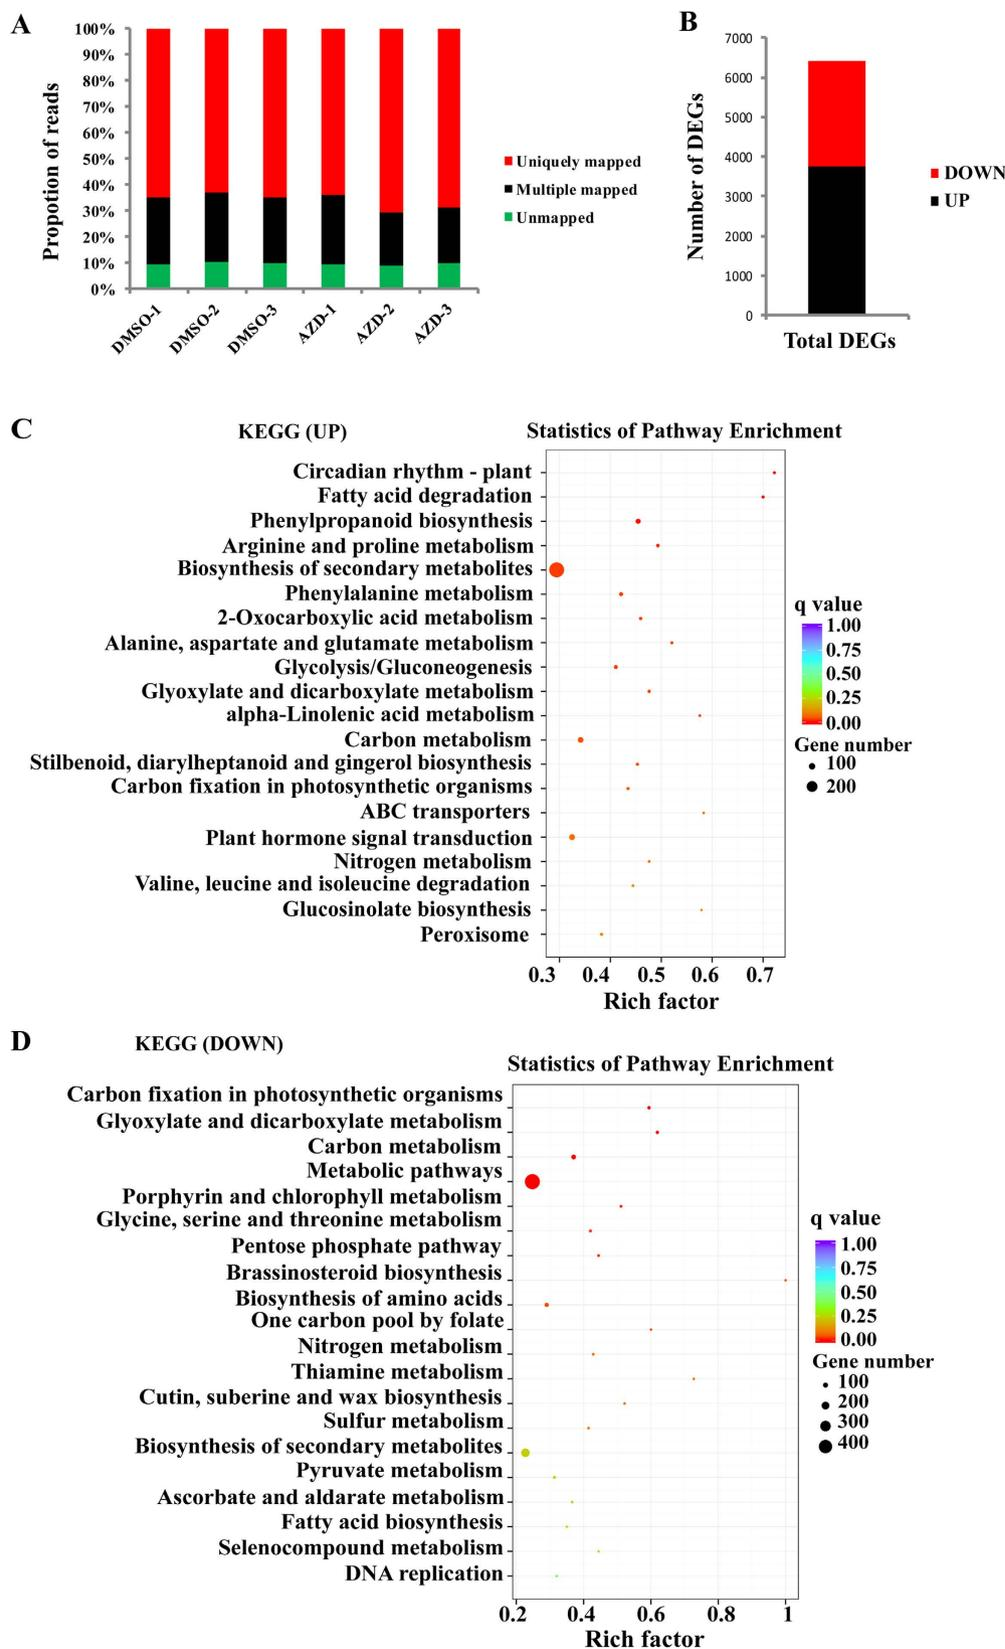 A
100%
90%
80%
70%
60%
50%
40%
30%
20%
10%
0%
Propotion of reads
DMSO-1
DMSO-2
DMSO-3
AZD-1
AZD-2
AZD-3
Uniquely mapped
Multiple mapped
Unmapped
B
7000
6000
5000
4000
3000
2000
1000
0
Number of DEGs
Total DEGs
DOWN
UP
C
KEGG (UP)
Statistics of Pathway Enrichment
Circadian rhythm - plant
Fatty acid degradation
Phenylpropanoid biosynthesis
Arginine and proline metabolism
Biosynthesis of secondary metabolites
Phenylalanine metabolism
2-Oxocarboxylic acid metabolism
Alanine, aspartate and glutamate metabolism
Glycolysis/Gluconeogenesis
Glyoxylate and dicarboxylate metabolism
alpha-Linolenic acid metabolism
Carbon metabolism
Stilbenoid, diarylheptanoid and gingerol biosynthesis
Carbon fixation in photosynthetic organisms
ABC transporters
Plant hormone signal transduction
Nitrogen metabolism
Valine, leucine and isoleucine degradation
Glucosinolate biosynthesis
Peroxisome
0.3 0.4 0.5 0.6 0.7
Rich factor
q value
1.00
0.75
0.50
0.25
0.00
Gene number
100
200
D
KEGG (DOWN)
Statistics of Pathway Enrichment
Carbon fixation in photosynthetic organisms
Glyoxylate and dicarboxylate metabolism
Carbon metabolism
Metabolic pathways
Porphyrin and chlorophyll metabolism
Glycine, serine and threonine metabolism
Pentose phosphate pathway
Brassinosteroid biosynthesis
Biosynthesis of amino acids
One carbon pool by folate
Nitrogen metabolism
Thiamine metabolism
Cutin, suberine and wax biosynthesis
Sulfur metabolism
Biosynthesis of secondary metabolites
Pyruvate metabolism
Ascorbate and aldarate metabolism
Fatty acid biosynthesis
Selenocompound metabolism
DNA replication
0.2 0.4 0.6 0.8 1
Rich factor
q value
1.00
0.75
0.50
0.25
0.00
Gene number
100
200
300
400